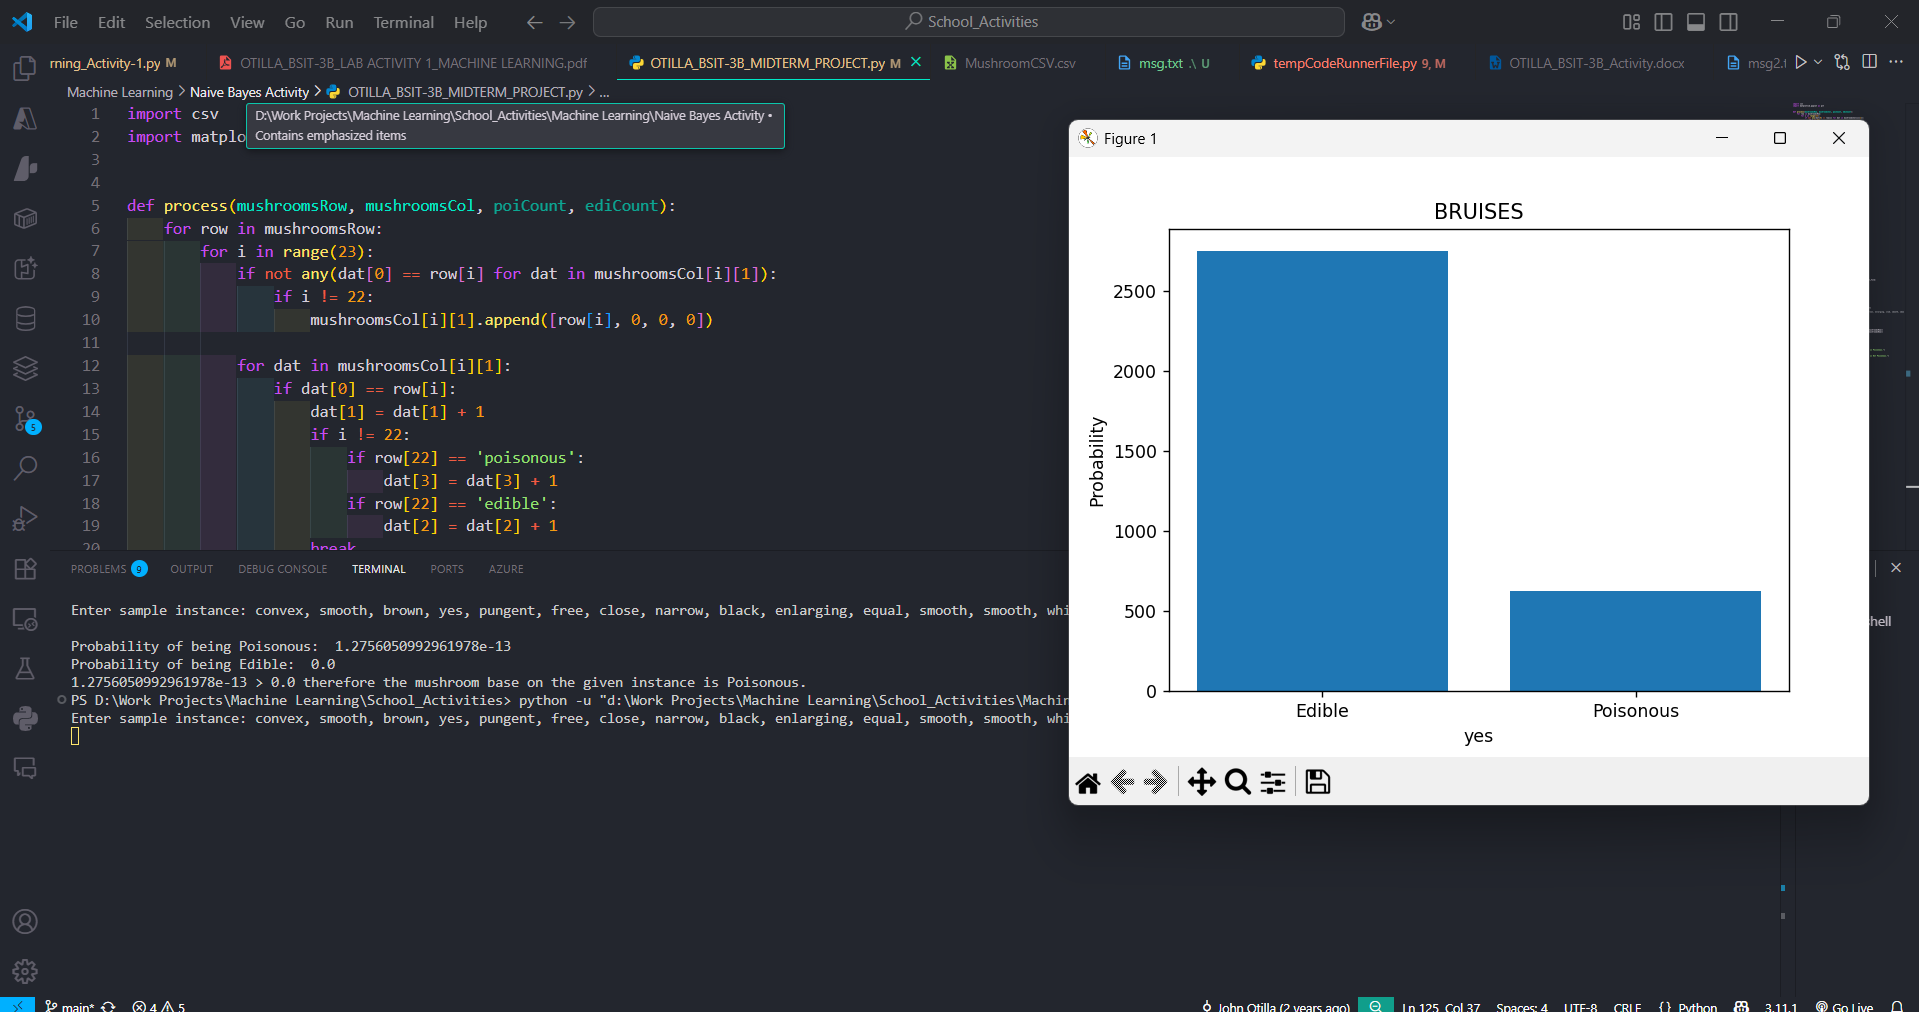 File Edit Selection View Go Run Terminal Help
School_Activities
rning_Activity-1.py M
OTILLA_BSIT-3B_LAB ACTIVITY 1_MACHINE LEARNING.pdf
OTILLA_BSIT-3B_MIDTERM_PROJECT.py M
MushroomCSV.csv
msg.txt .\ U
tempCodeRunnerFile.py 9, M
OTILLA_BSIT-3B_Activity.docx
msg2.t
Machine Learning > Naive Bayes Activity > OTILLA_BSIT-3B_MIDTERM_PROJECT.py > ...
D:\Work Projects\Machine Learning\School_Activities\Machine Learning\Naive Bayes Activity •
Contains emphasized items
1 import csv
2 import matplo
3
4
5 def process(mushroomsRow, mushroomsCol, poiCount, ediCount):
6 for row in mushroomsRow:
7 for i in range(23):
8 if not any(dat[0] == row[i] for dat in mushroomsCol[i][1]):
9 if i != 22:
10 mushroomsCol[i][1].append([row[i], 0, 0, 0])
11
12 for dat in mushroomsCol[i][1]:
13 if dat[0] == row[i]:
14 dat[1] = dat[1] + 1
15 if i != 22:
16 if row[22] == 'poisonous':
17 dat[3] = dat[3] + 1
18 if row[22] == 'edible':
19 dat[2] = dat[2] + 1
20 break
PROBLEMS 9 OUTPUT DEBUG CONSOLE TERMINAL PORTS AZURE
Enter sample instance: convex, smooth, brown, yes, pungent, free, close, narrow, black, enlarging, equal, smooth, smooth, whi
Probability of being Poisonous: 1.2756050992961978e-13
Probability of being Edible: 0.0
1.2756050992961978e-13 > 0.0 therefore the mushroom base on the given instance is Poisonous.
PS D:\Work Projects\Machine Learning\School_Activities> python -u "d:\Work Projects\Machine Learning\School_Activities\Machin
Enter sample instance: convex, smooth, brown, yes, pungent, free, close, narrow, black, enlarging, equal, smooth, smooth, whi
hell
5
Figure 1
BRUISES
2500
2000
1500
1000
500
0
Probability
Edible Poisonous
yes
main* 4 5
John Otilla (2 years ago) Ln 125, Col 37 Spaces: 4 UTF-8 CRLF {} Python 3.11.1 Go Live